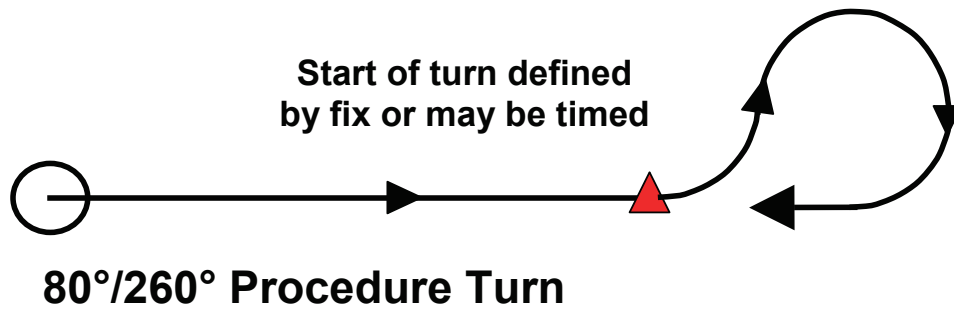 Start of turn defined
by fix or may be timed
80°/260° Procedure Turn